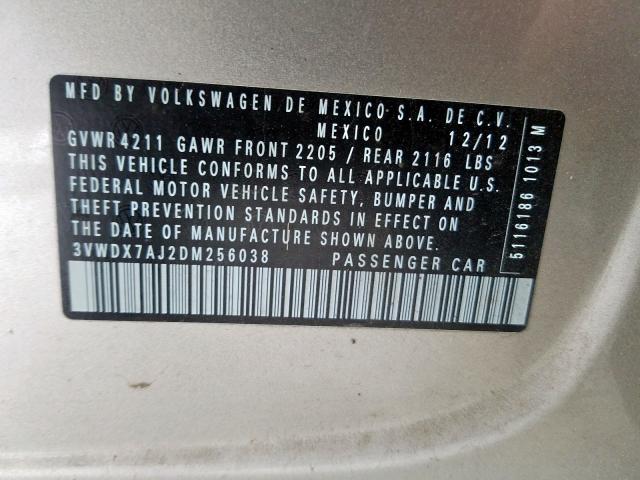 MFD BY VOLKSWAGEN DE MEXICO S.A. DE C.V.
MEXICO 12/12
GVWR 4211 GAWR FRONT 2205 / REAR 2116 LBS
THIS VEHICLE CONFORMS TO ALL APPLICABLE U.S.
FEDERAL MOTOR VEHICLE SAFETY, BUMPER AND
THEFT PREVENTION STANDARDS IN EFFECT ON
THE DATE OF MANUFACTURE SHOWN ABOVE.
3VWDX7AJ2DM256038 PASSENGER CAR
5116186 1013 M